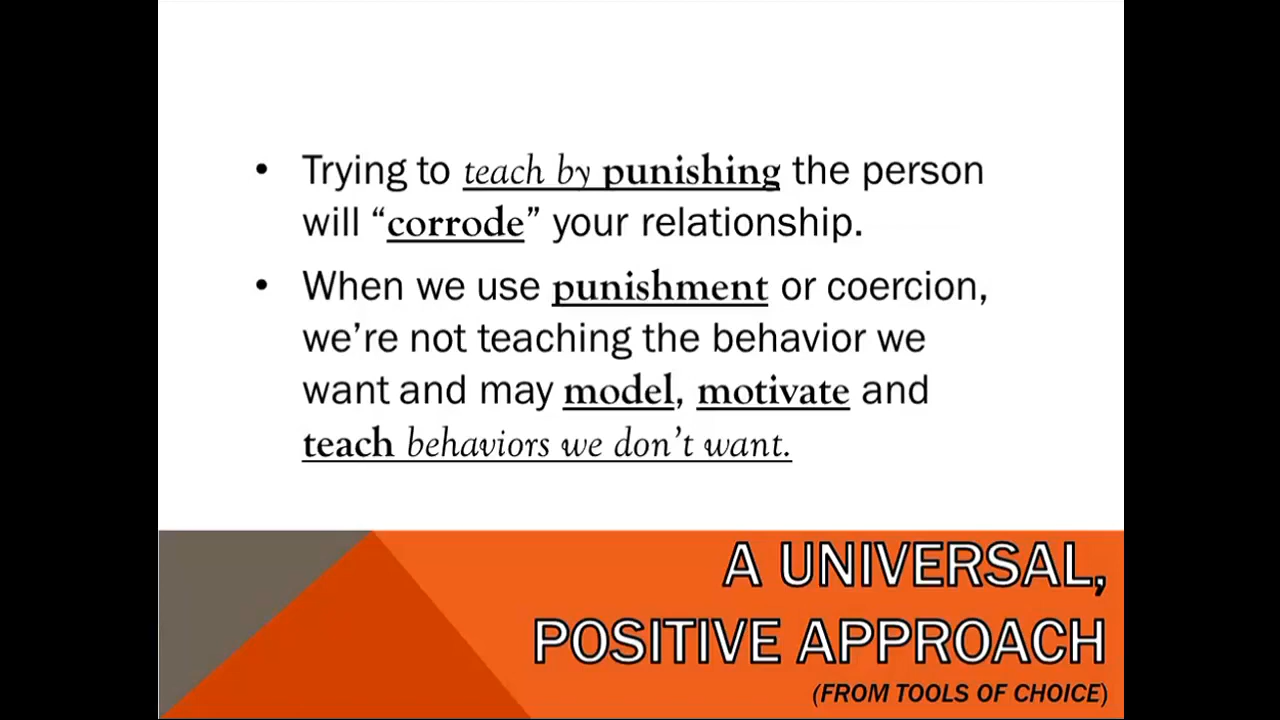 • Trying to teach by punishing the person
will “corrode” your relationship.
• When we use punishment or coercion,
we’re not teaching the behavior we
want and may model, motivate and
teach behaviors we don’t want.
A UNIVERSAL,
POSITIVE APPROACH
(FROM TOOLS OF CHOICE)